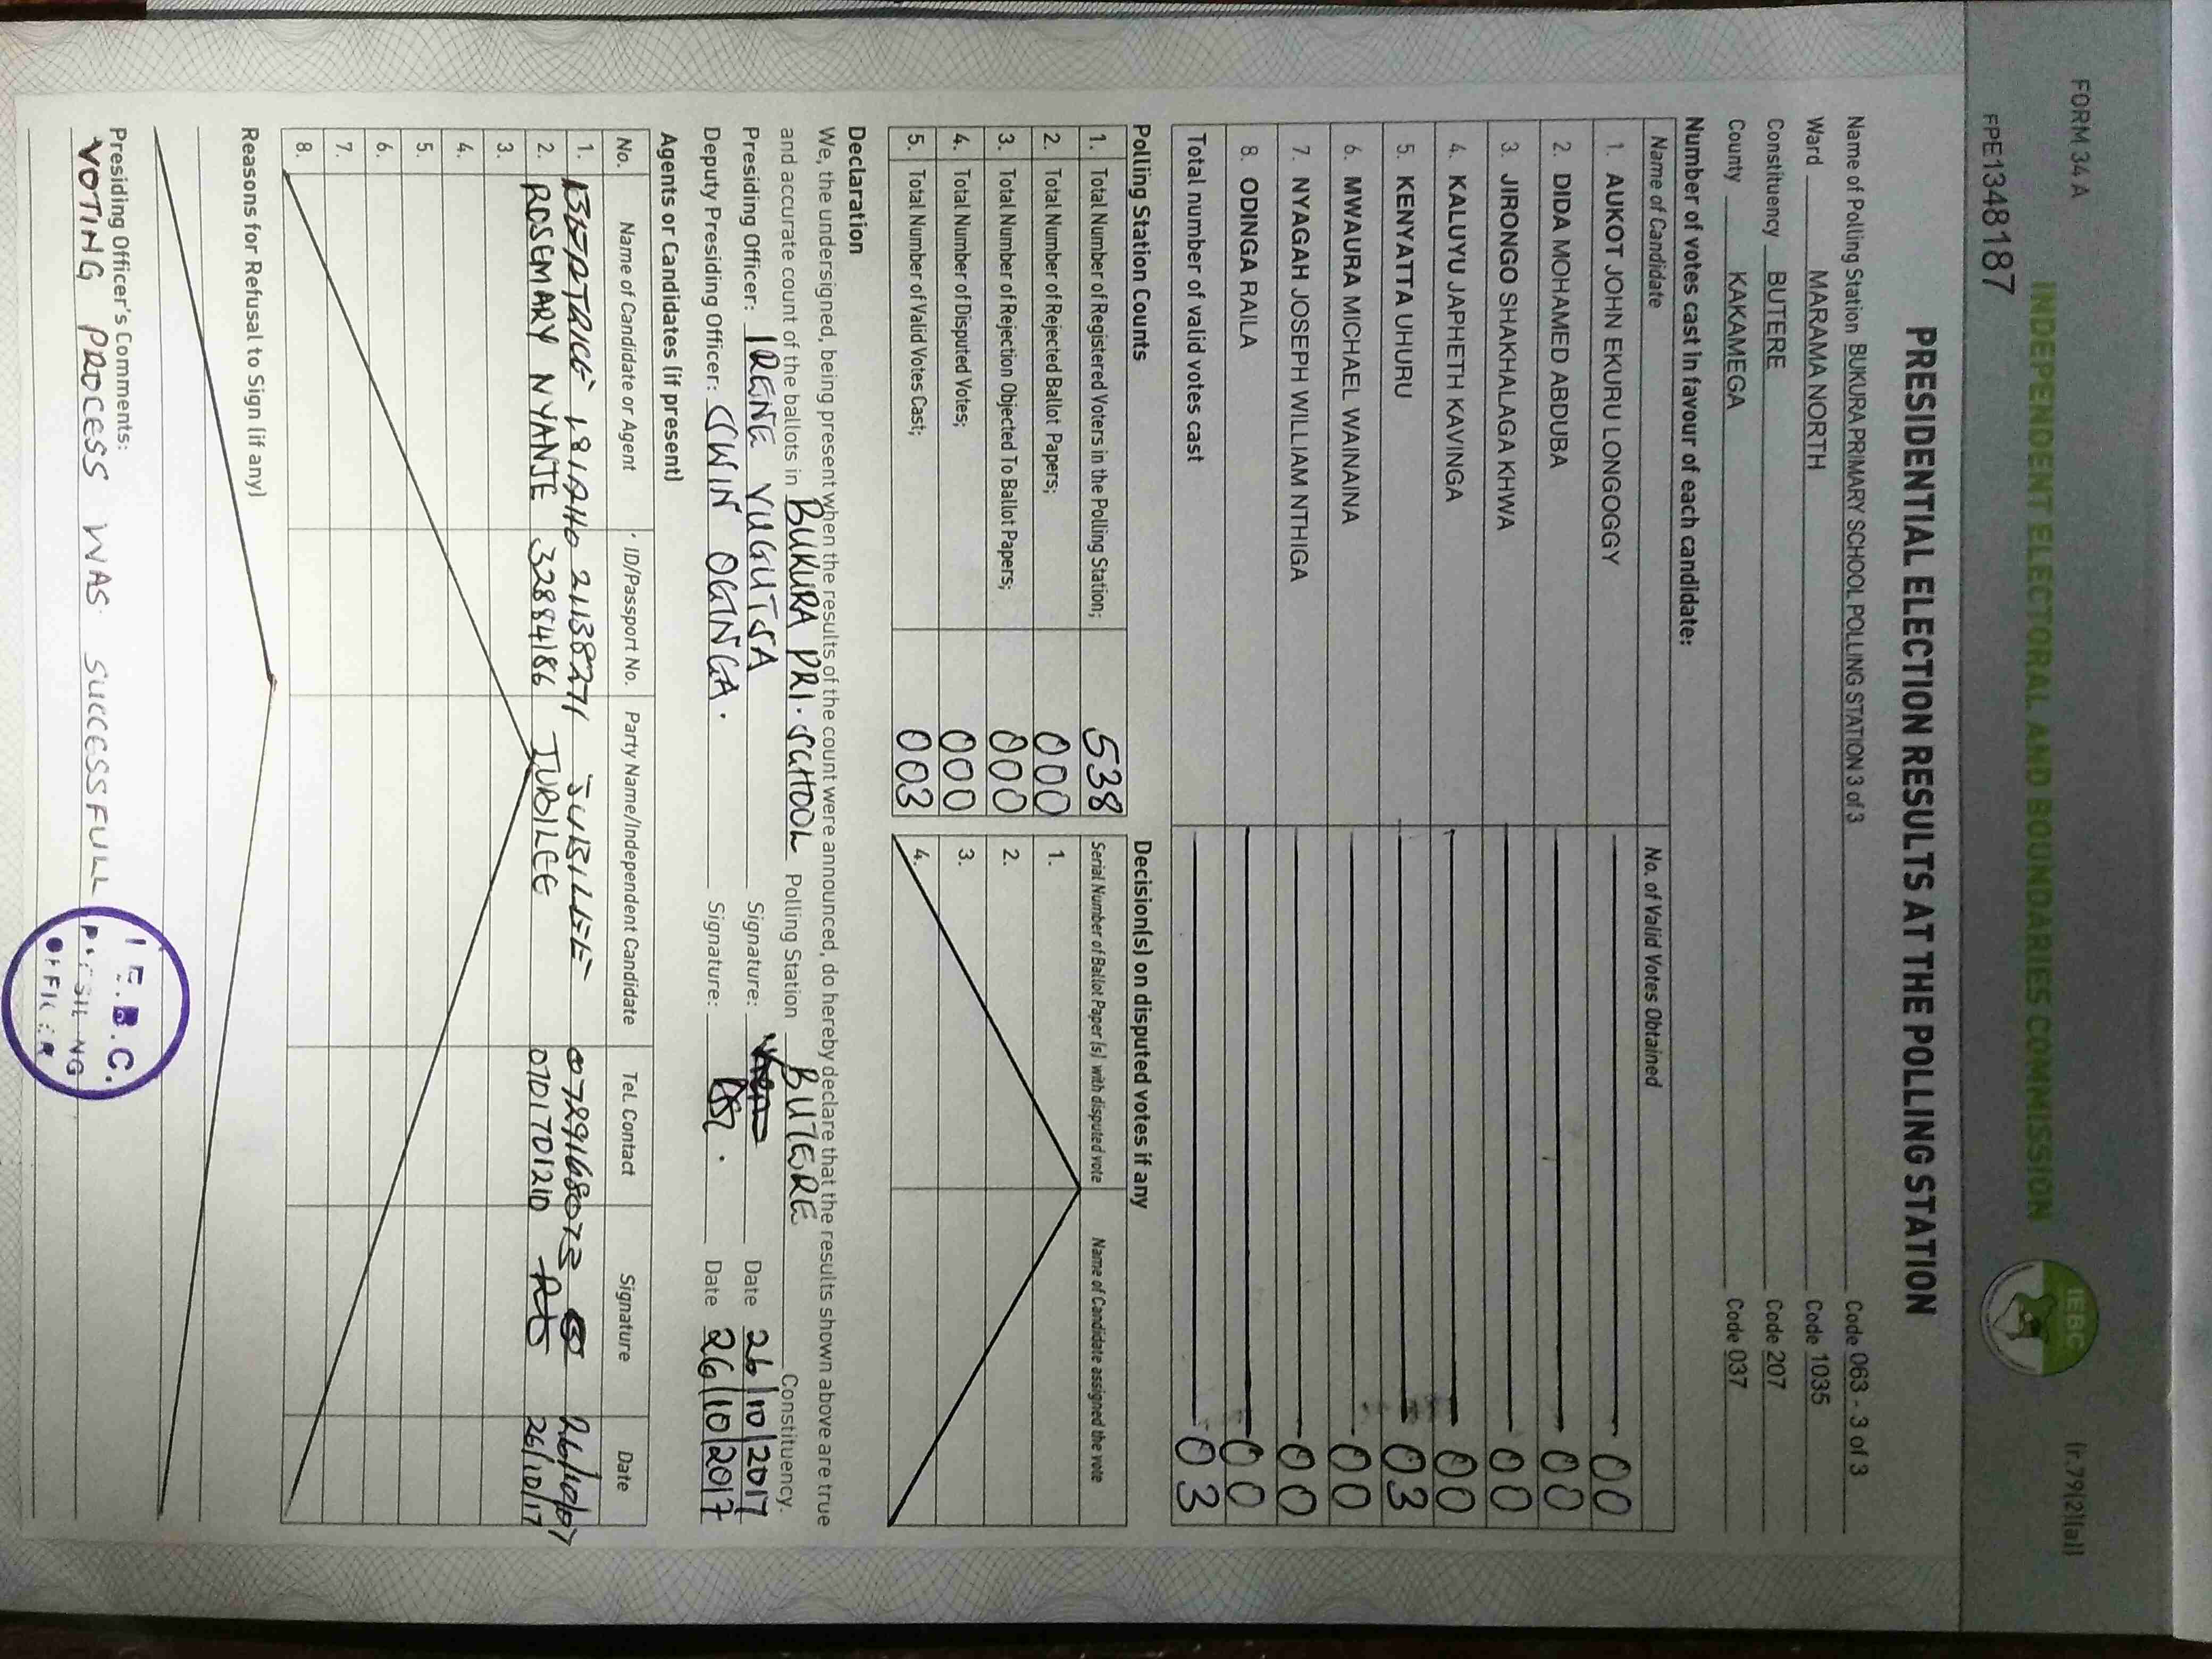 FORM 34 A
(r.79(2)(a))
INDEPENDENT ELECTORAL AND BOUNDARIES COMMISSION
IEBC
FPE1348187
PRESIDENTIAL ELECTION RESULTS AT THE POLLING STATION
Name of Polling Station BUKURA PRIMARY SCHOOL POLLING STATION 3 of 3 Code 063 - 3 of 3
Ward MARAMA NORTH Code 1035
Constituency BUTERE Code 207
County KAKAMEGA Code 037
Number of votes cast in favour of each candidate:
Name of Candidate No. of Valid Votes Obtained
1. AUKOT JOHN EKURU LONGOGGY 00
2. DIDA MOHAMED ABDUBA 00
3. JIRONGO SHAKHALAGA KHWA 00
4. KALUYU JAPHETH KAVINGA 00
5. KENYATTA UHURU 03
6. MWAURA MICHAEL WAINAINA 00
7. NYAGAH JOSEPH WILLIAM NTHIGA 00
8. ODINGA RAILA 00
Total number of valid votes cast 03
Polling Station Counts Decision(s) on disputed votes if any
1. Total Number of Registered Voters in the Polling Station; 538 Serial Number of Ballot Paper (s) with disputed vote Name of Candidate assigned the vote
2. Total Number of Rejected Ballot Papers; 000 1.
3. Total Number of Rejection Objected To Ballot Papers; 000 2.
4. Total Number of Disputed Votes; 000 3.
5. Total Number of Valid Votes Cast; 003 4.
Declaration
We, the undersigned, being present when the results of the count were announced, do hereby declare that the results shown above are true
and accurate count of the ballots in BUKURA PRI. SCHOOL Polling Station BUTERE Constituency.
Presiding Officer: IRENE VUGUTSA Signature: Date 26/10/2017
Deputy Presiding Officer: OGINGA. Signature: Date 26/10/2017
Agents or Candidates (if present)
No. Name of Candidate or Agent ID/Passport No. Party Name/Independent Candidate Tel. Contact Signature Date
1. 21138271 JUBILEE 0729168073
2. ROSEMARY NYANJE 32884186 JUBILEE 0701701210 26/10/17
3.
4.
5.
6.
7.
8.
Reasons for Refusal to Sign (if any)
Presiding Officer's Comments:
VOTING PROCESS WAS SUCCESSFULL
I.E.B.C.
PRESIDING
OFFICER